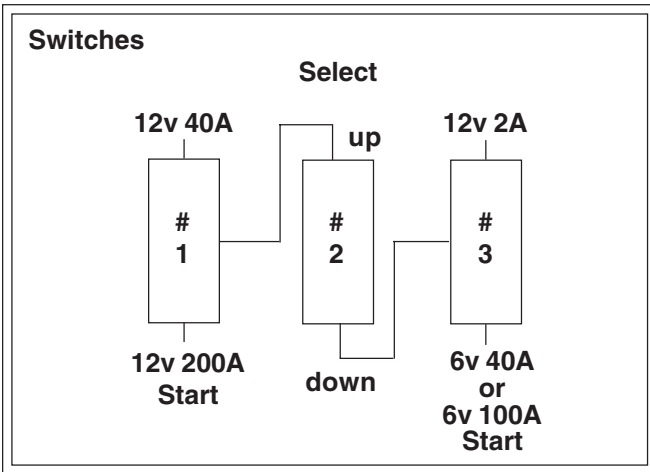 Switches
Select
12v 40A
up
12v 2A
#
1
#
2
#
3
12v 200A
Start
down
6v 40A
or
6v 100A
Start